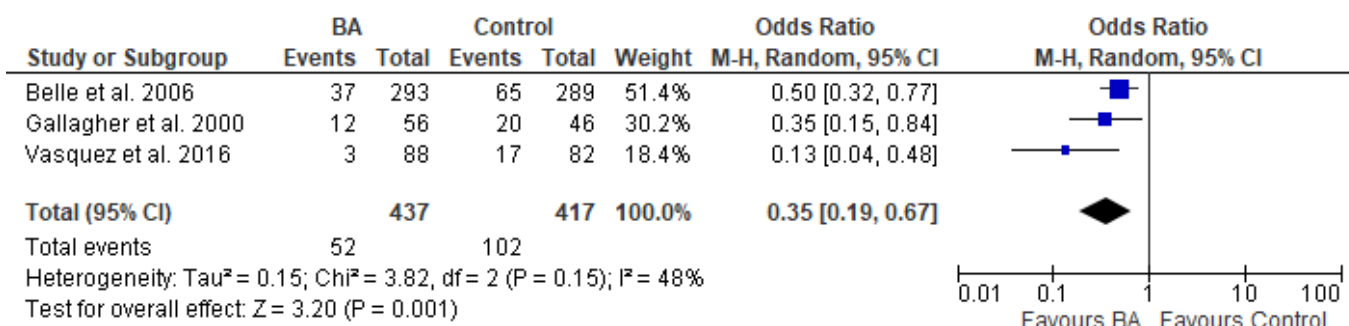 BA Control Odds Ratio Odds Ratio
Study or Subgroup Events Total Events Total Weight M-H, Random, 95% CI M-H, Random, 95% CI
Belle et al. 2006 37 293 65 289 51.4% 0.50 [0.32, 0.77]
Gallagher et al. 2000 12 56 20 46 30.2% 0.35 [0.15, 0.84]
Vasquez et al. 2016 3 88 17 82 18.4% 0.13 [0.04, 0.48]
Total (95% CI) 437 417 100.0% 0.35 [0.19, 0.67]
Total events 52 102
Heterogeneity: Tau² = 0.15; Chi² = 3.82, df = 2 (P = 0.15); I² = 48%
Test for overall effect: Z = 3.20 (P = 0.001)
0.01 0.1 1 10 100
Favours BA Favours Control